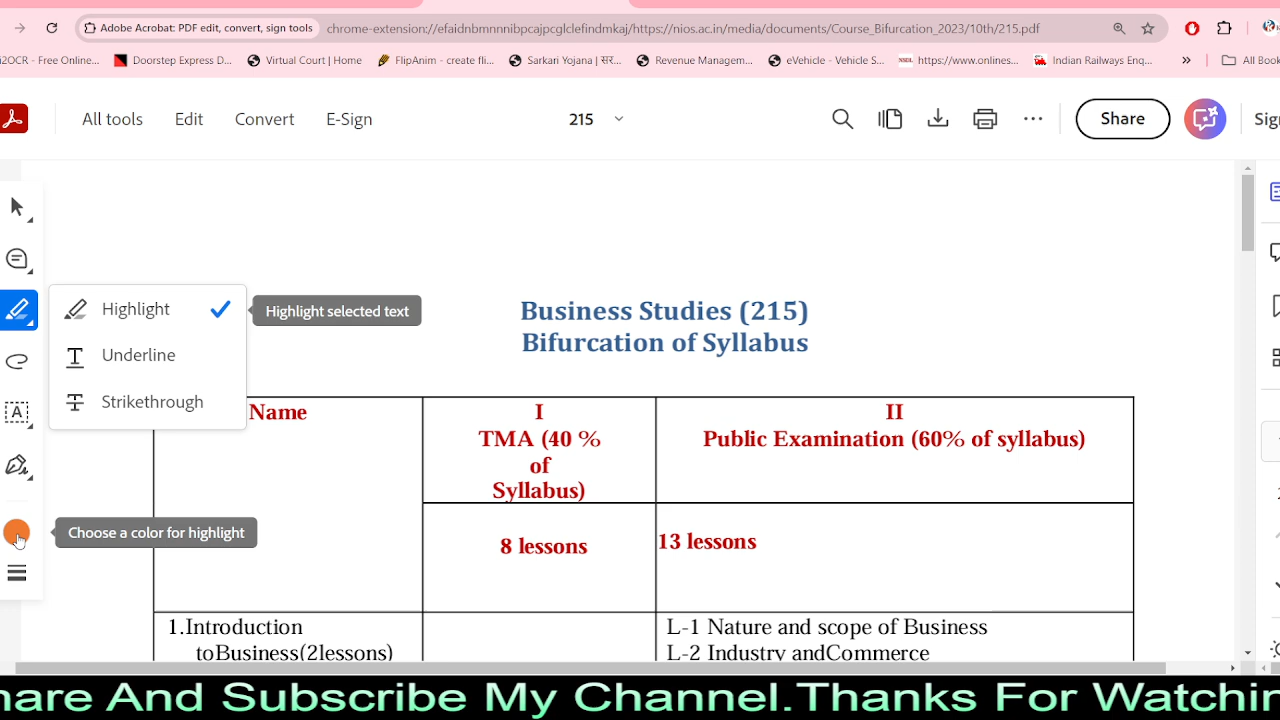 Adobe Acrobat: PDF edit, convert, sign tools
chrome-extension://efaidnbmnnnibpcajpcglclefindmkaj/https://nios.ac.in/media/documents/Course_Bifurcation_2023/10th/215.pdf
i2OCR - Free Online... Doorstep Express D... Virtual Court | Home FlipAnim - create fli... Sarkari Yojana | सर... Revenue Managem... eVehicle - Vehicle S... NSDL https://www.onlines... Indian Railways Enq... » All Book
All tools Edit Convert E-Sign 215 Share Sig
Highlight
Highlight selected text
Underline
Strikethrough
Choose a color for highlight
Business Studies (215)
Bifurcation of Syllabus
Name I II
TMA (40 % Public Examination (60% of syllabus)
of
Syllabus)
8 lessons 13 lessons
1.Introduction L-1 Nature and scope of Business
toBusiness(2lessons) L-2 Industry andCommerce
hare And Subscribe My Channel.Thanks For Watchin